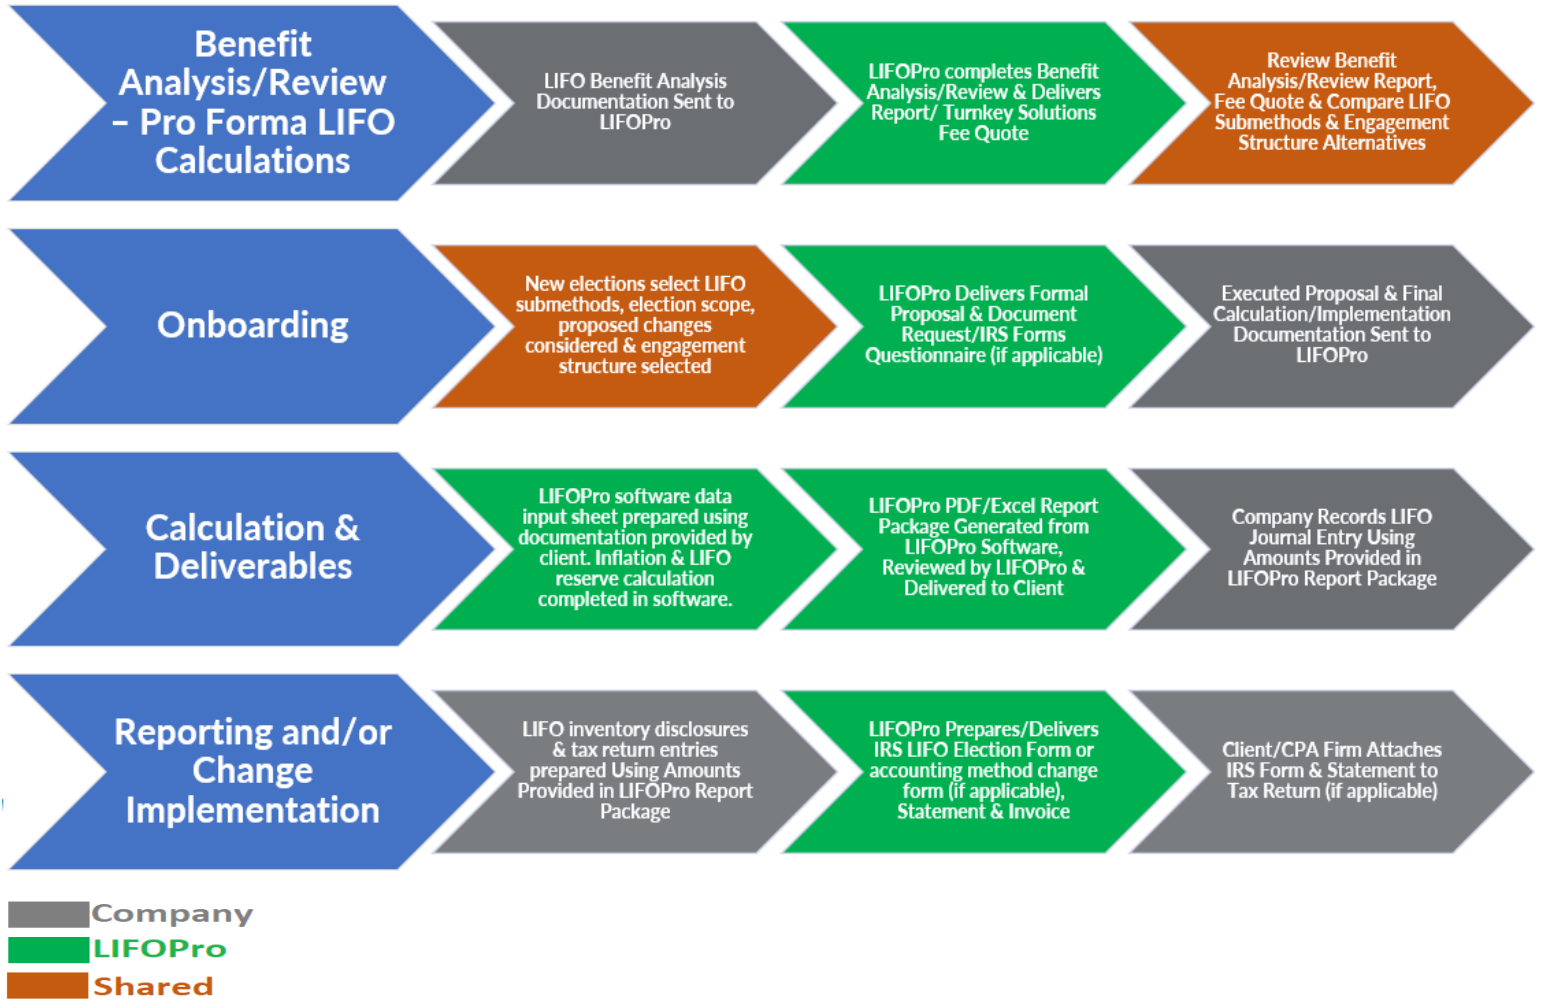 Benefit
Analysis/Review
– Pro Forma LIFO
Calculations
LIFO Benefit Analysis
Documentation Sent to
LIFOPro
LIFOPro completes Benefit
Analysis/Review & Delivers
Report/ Turnkey Solutions
Fee Quote
Review Benefit
Analysis/Review Report,
Fee Quote & Compare LIFO
Submethods & Engagement
Structure Alternatives
Onboarding
New elections select LIFO
submethods, election scope,
proposed changes
considered & engagement
structure selected
LIFOPro Delivers Formal
Proposal & Document
Request/IRS Forms
Questionnaire (if applicable)
Executed Proposal & Final
Calculation/Implementation
Documentation Sent to
LIFOPro
Calculation &
Deliverables
LIFOPro software data
input sheet prepared using
documentation provided by
client. Inflation & LIFO
reserve calculation
completed in software.
LIFOPro PDF/Excel Report
Package Generated from
LIFOPro Software,
Reviewed by LIFOPro &
Delivered to Client
Company Records LIFO
Journal Entry Using
Amounts Provided in
LIFOPro Report Package
Reporting and/or
Change
Implementation
LIFO inventory disclosures
& tax return entries
prepared Using Amounts
Provided in LIFOPro Report
Package
LIFOPro Prepares/Delivers
IRS LIFO Election Form or
accounting method change
form (if applicable),
Statement & Invoice
Client/CPA Firm Attaches
IRS Form & Statement to
Tax Return (if applicable)
Company
LIFOPro
Shared